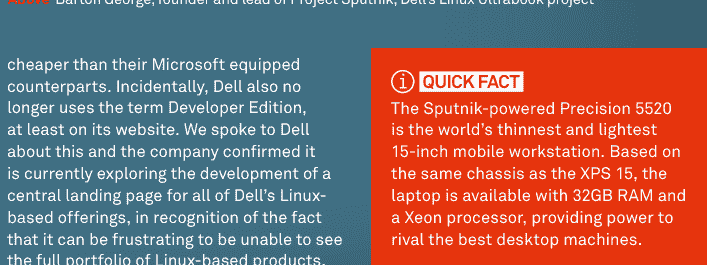 Above Barton George, founder and lead of Project Sputnik, Dell's Linux Ultrabook project
cheaper than their Microsoft equipped
counterparts. Incidentally, Dell also no
longer uses the term Developer Edition,
at least on its website. We spoke to Dell
about this and the company confirmed it
is currently exploring the development of a
central landing page for all of Dell's Linux-
based offerings, in recognition of the fact
that it can be frustrating to be unable to see
the full portfolio of Linux-based products.
QUICK FACT
The Sputnik-powered Precision 5520
is the world's thinnest and lightest
15-inch mobile workstation. Based on
the same chassis as the XPS 15, the
laptop is available with 32GB RAM and
a Xeon processor, providing power to
rival the best desktop machines.